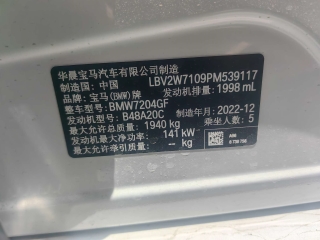 华晨宝马汽车有限公司制造
制造国: 中国 LBV2W7109PM539117
品牌: 宝马(BMW)牌 发动机排量: 1998 mL
整车型号: BMW7204GF
发动机型号: B48A20C 制造年月: 2022-12
最大允许总质量: 1940 kg 乘坐人数: 5
发动机最大净功率: 141 kW
最大允许牵引质量: -- kg